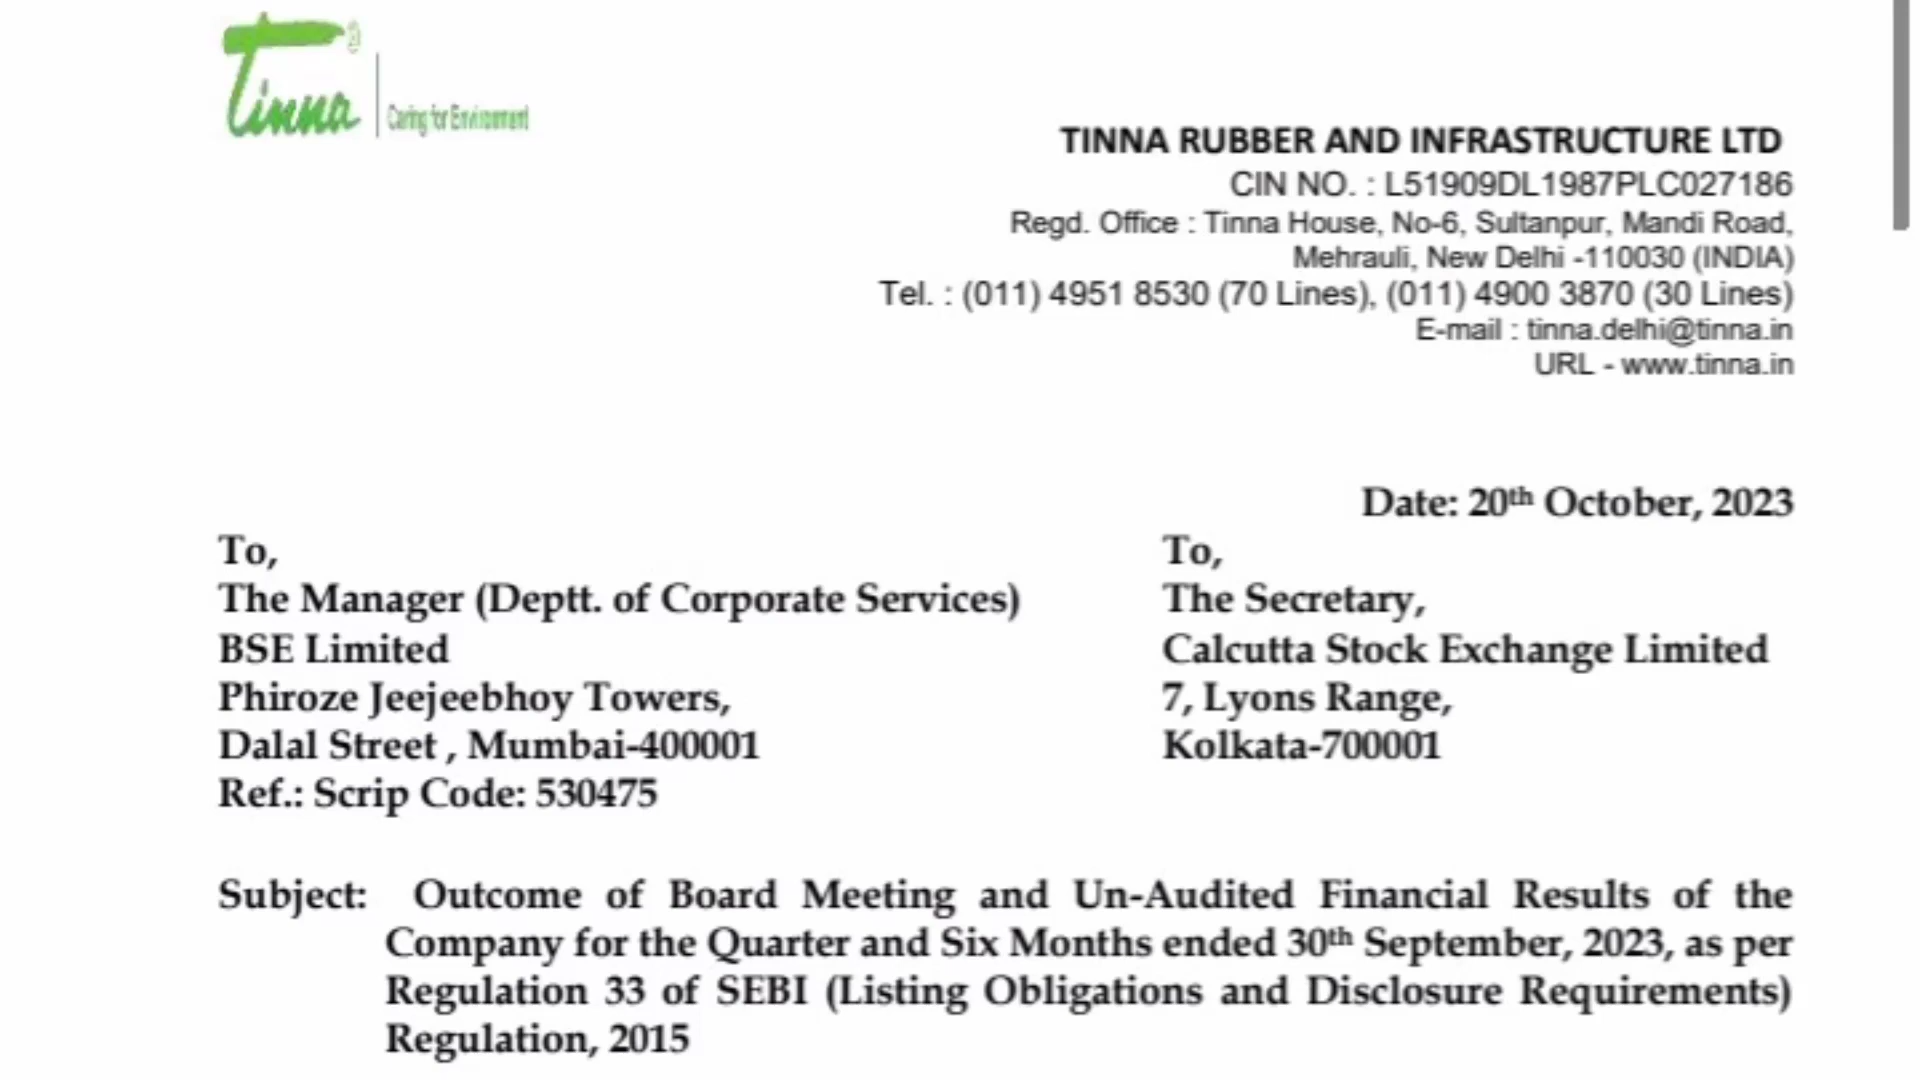 Tinna ®
Caring for Environment
TINNA RUBBER AND INFRASTRUCTURE LTD
CIN NO. : L51909DL1987PLC027186
Regd. Office : Tinna House, No-6, Sultanpur, Mandi Road,
Mehrauli, New Delhi -110030 (INDIA)
Tel. : (011) 4951 8530 (70 Lines), (011) 4900 3870 (30 Lines)
E-mail : tinna.delhi@tinna.in
URL - www.tinna.in
Date: 20th October, 2023
To,
The Manager (Deptt. of Corporate Services)
BSE Limited
Phiroze Jeejeebhoy Towers,
Dalal Street , Mumbai-400001
Ref.: Scrip Code: 530475
To,
The Secretary,
Calcutta Stock Exchange Limited
7, Lyons Range,
Kolkata-700001
Subject: Outcome of Board Meeting and Un-Audited Financial Results of the
Company for the Quarter and Six Months ended 30th September, 2023, as per
Regulation 33 of SEBI (Listing Obligations and Disclosure Requirements)
Regulation, 2015